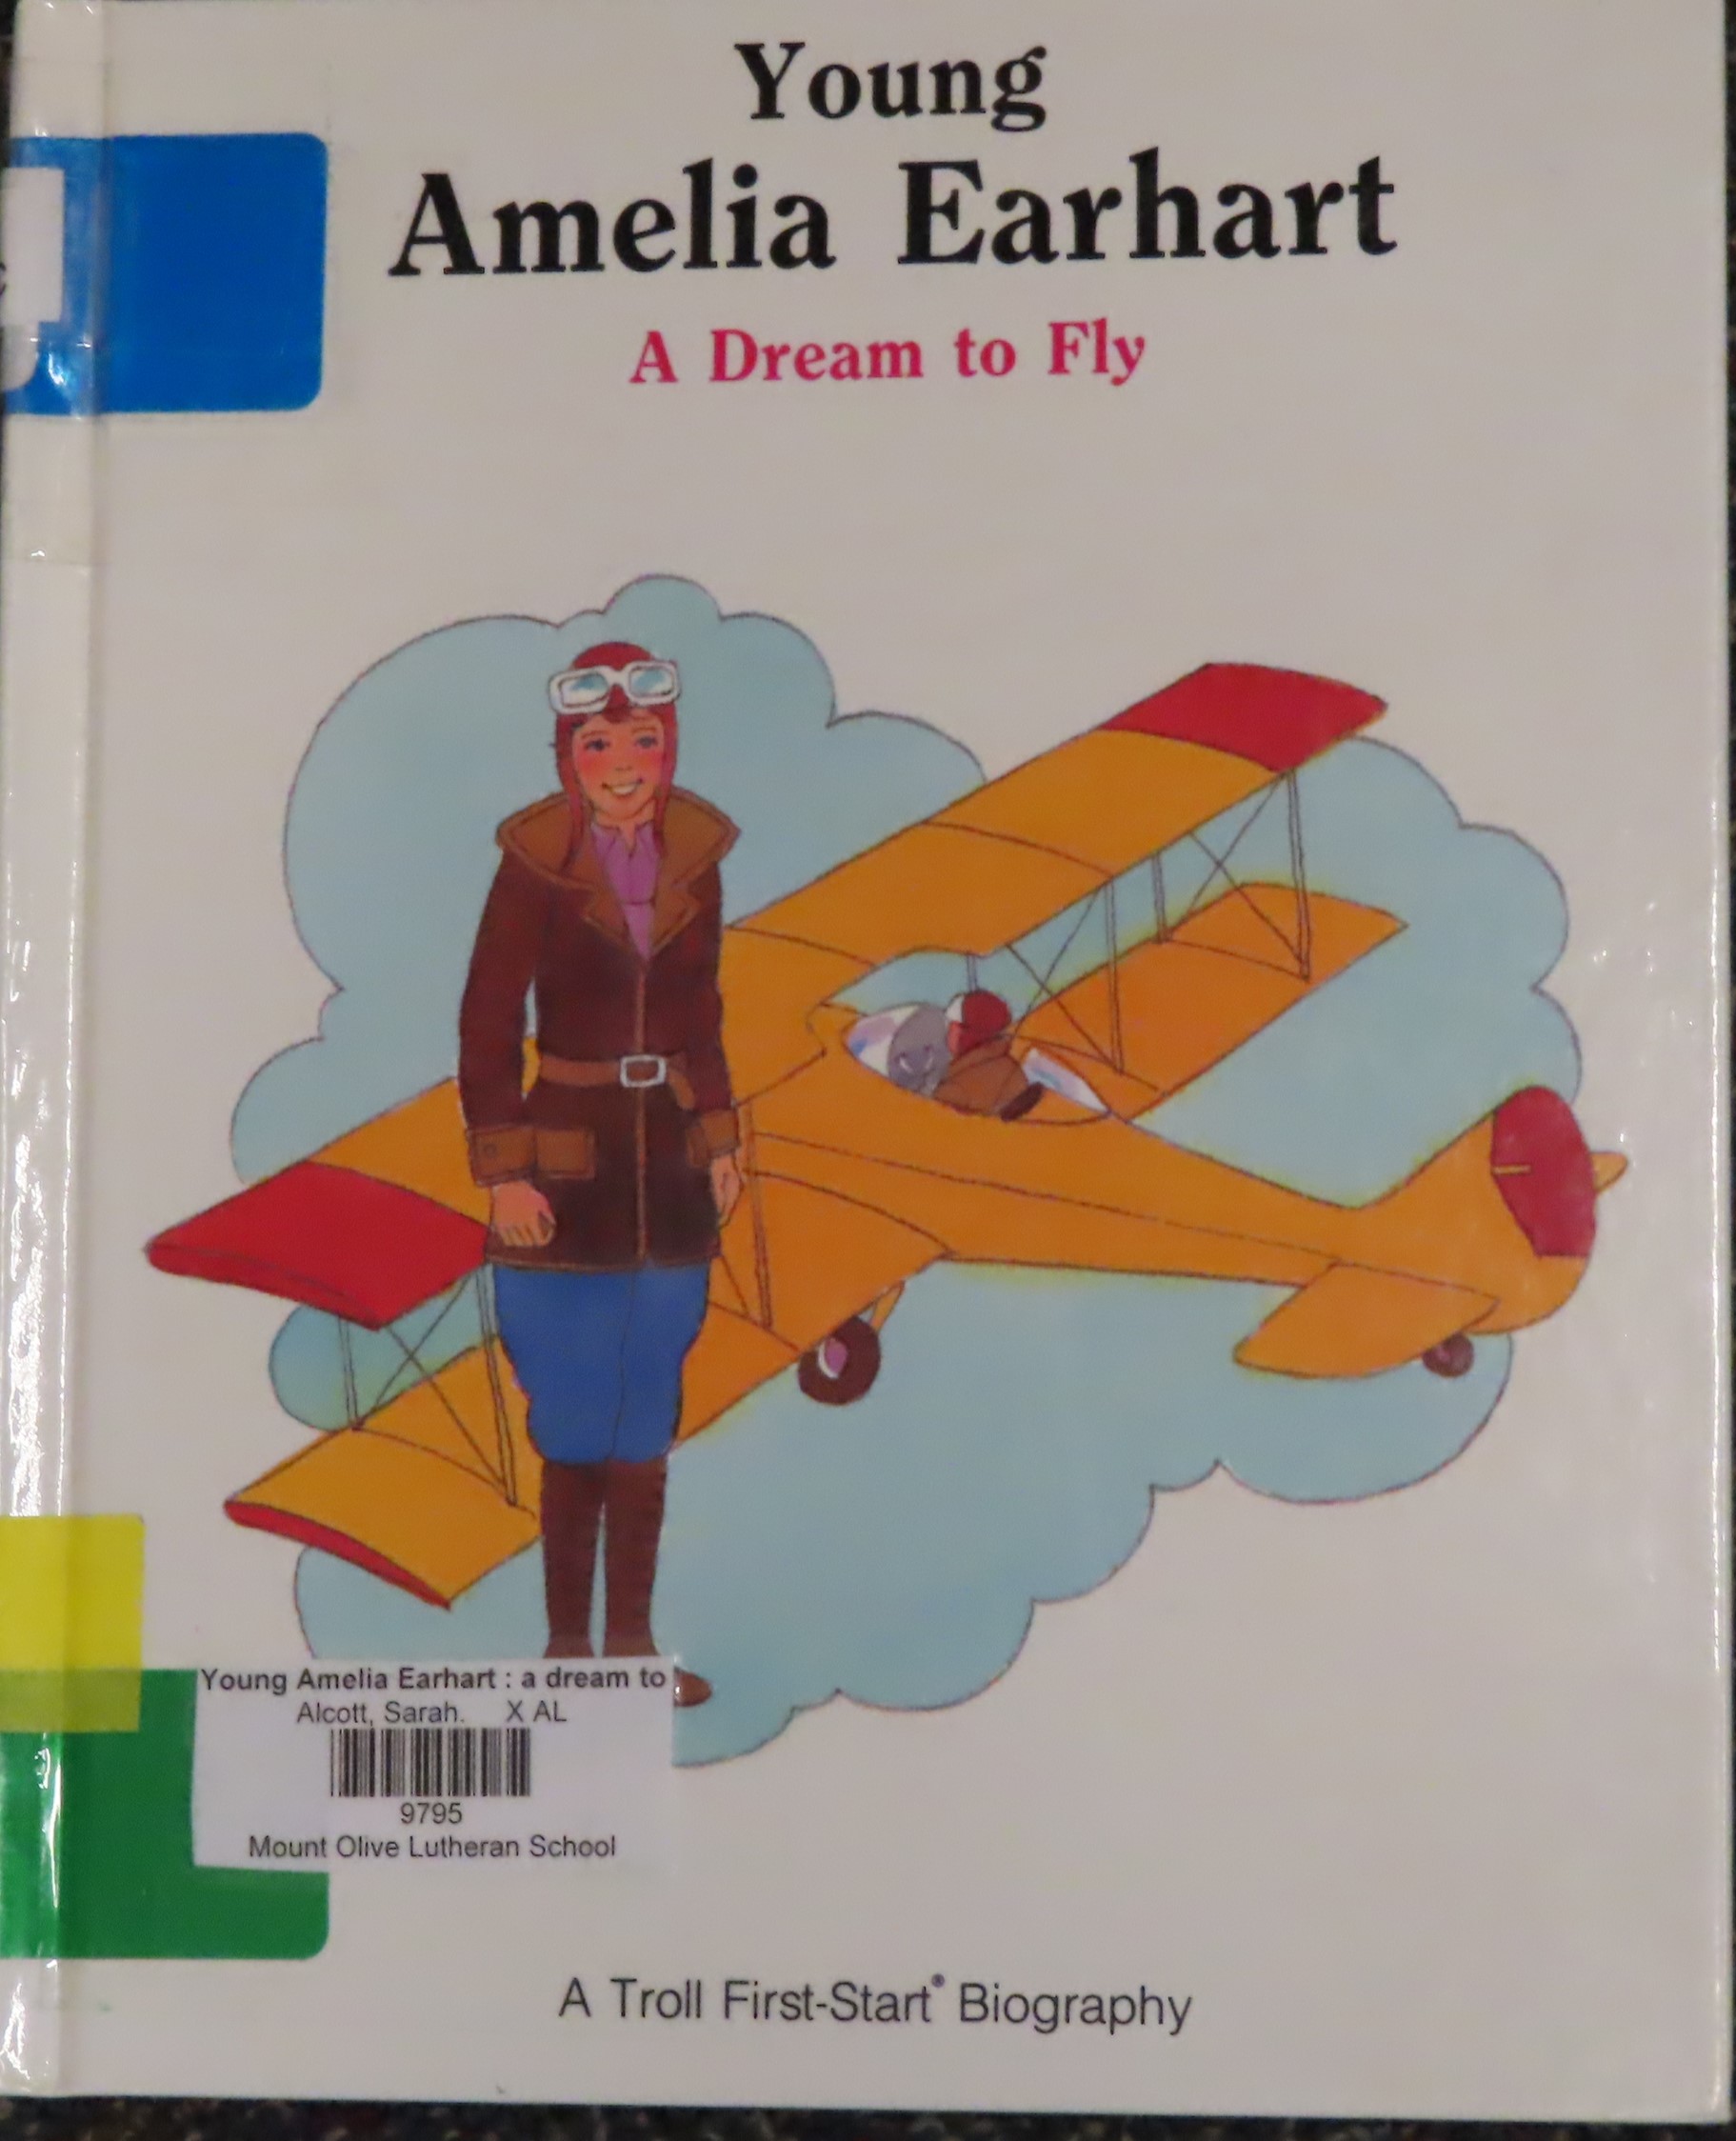 Young
Amelia Earhart
A Dream to Fly
Young Amelia Earhart : a dream to
Alcott, Sarah. X AL
9795
Mount Olive Lutheran School
A Troll First-Start® Biography